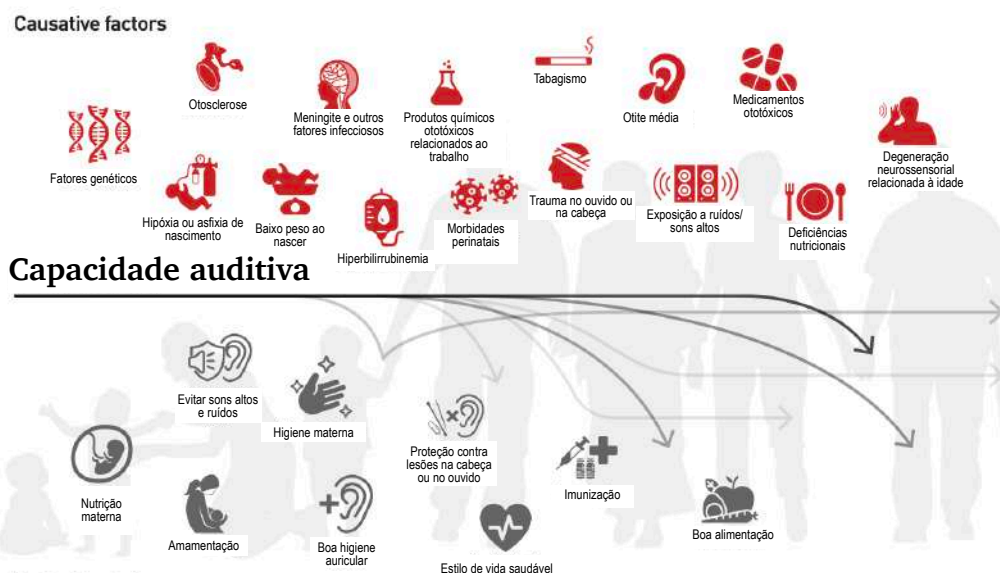 Causative factors
Otosclerose
Meningite e outros
fatores infecciosos
Produtos químicos
ototóxicos
relacionados ao
trabalho
Tabagismo
Otite média
Medicamentos
ototóxicos
Degeneração
neurossensorial
relacionada à idade
Fatores genéticos
Hipóxia ou asfixia de
nascimento
Baixo peso ao
nascer
Hiperbilirrubinemia
Morbidades
perinatais
Trauma no ouvido ou
na cabeça
Exposição a ruídos/
sons altos
Deficiências
nutricionais
Capacidade auditiva
Evitar sons altos
e ruídos
Higiene materna
Proteção contra
lesões na cabeça
ou no ouvido
Imunização
Nutrição
materna
Amamentação
Boa higiene
auricular
Estilo de vida saudável
Boa alimentação